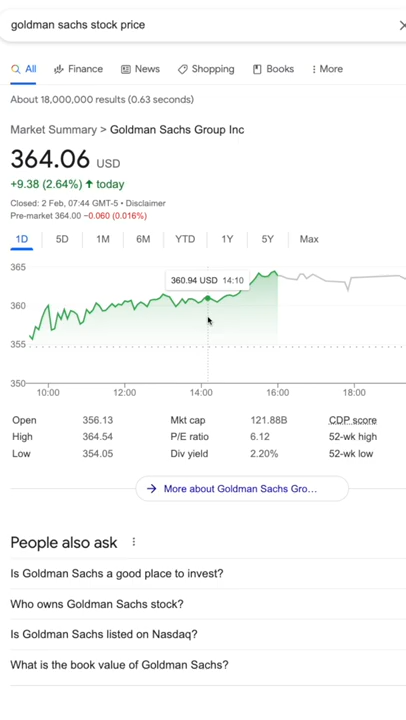 goldman sachs stock price
All Finance News Shopping Books More
About 18,000,000 results (0.63 seconds)
Market Summary > Goldman Sachs Group Inc
364.06 USD
+9.38 (2.64%) today
Closed: 2 Feb, 07:44 GMT-5 • Disclaimer
Pre-market 364.00 −0.060 (0.016%)
1D 5D 1M 6M YTD 1Y 5Y Max
365
360.94 USD 14:10
360
355
350
10:00 12:00 14:00 16:00 18:00
Open 356.13 Mkt cap 121.88B CDP score
High 364.54 P/E ratio 6.12 52-wk high
Low 354.05 Div yield 2.20% 52-wk low
More about Goldman Sachs Gro...
People also ask
Is Goldman Sachs a good place to invest?
Who owns Goldman Sachs stock?
Is Goldman Sachs listed on Nasdaq?
What is the book value of Goldman Sachs?